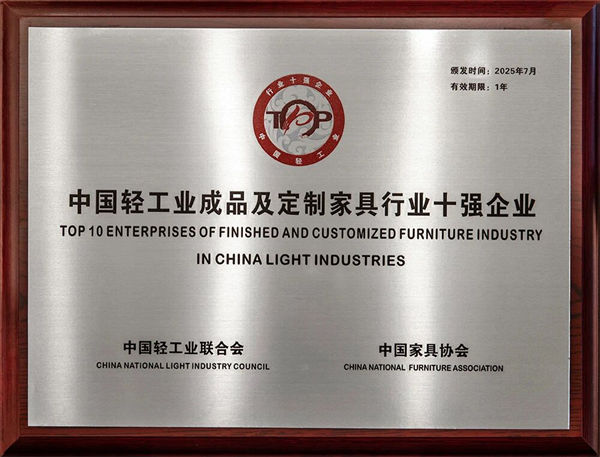 颁发时间：2025年7月
有效期限：1年
行业十强企业
TOP
中国轻工业
中国轻工业成品及定制家具行业十强企业
TOP 10 ENTERPRISES OF FINISHED AND CUSTOMIZED FURNITURE INDUSTRY
IN CHINA LIGHT INDUSTRIES
中国轻工业联合会
中国家具协会
CHINA NATIONAL LIGHT INDUSTRY COUNCIL
CHINA NATIONAL FURNITURE ASSOCIATION